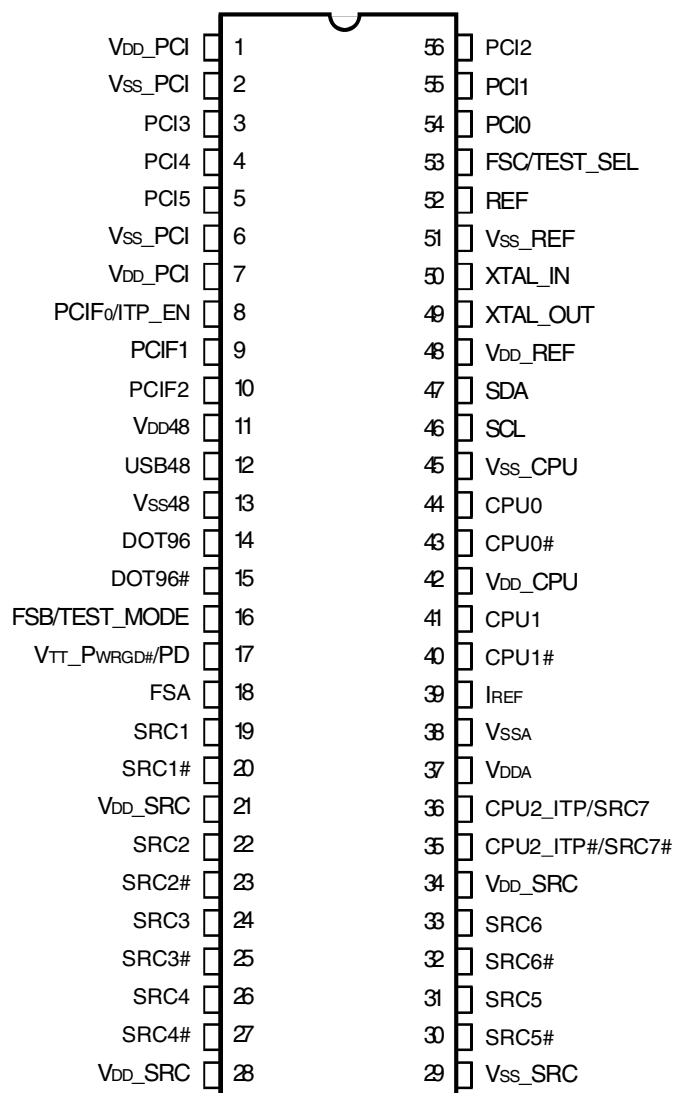 VDD_PCI 1 56 PCI2
VSS_PCI 2 55 PCI1
PCI3 3 54 PCI0
PCI4 4 53 FSC/TEST_SEL
PCI5 5 52 REF
VSS_PCI 6 51 VSS_REF
VDD_PCI 7 50 XTAL_IN
PCIF0/ITP_EN 8 49 XTAL_OUT
PCIF1 9 48 VDD_REF
PCIF2 10 47 SDA
VDD48 11 46 SCL
USB48 12 45 VSS_CPU
VSS48 13 44 CPU0
DOT96 14 43 CPU0#
DOT96# 15 42 VDD_CPU
FSB/TEST_MODE 16 41 CPU1
VTT_PWRGD#/PD 17 40 CPU1#
FSA 18 39 IREF
SRC1 19 38 VSSA
SRC1# 20 37 VDDA
VDD_SRC 21 36 CPU2_ITP/SRC7
SRC2 22 35 CPU2_ITP#/SRC7#
SRC2# 23 34 VDD_SRC
SRC3 24 33 SRC6
SRC3# 25 32 SRC6#
SRC4 26 31 SRC5
SRC4# 27 30 SRC5#
VDD_SRC 28 29 VSS_SRC